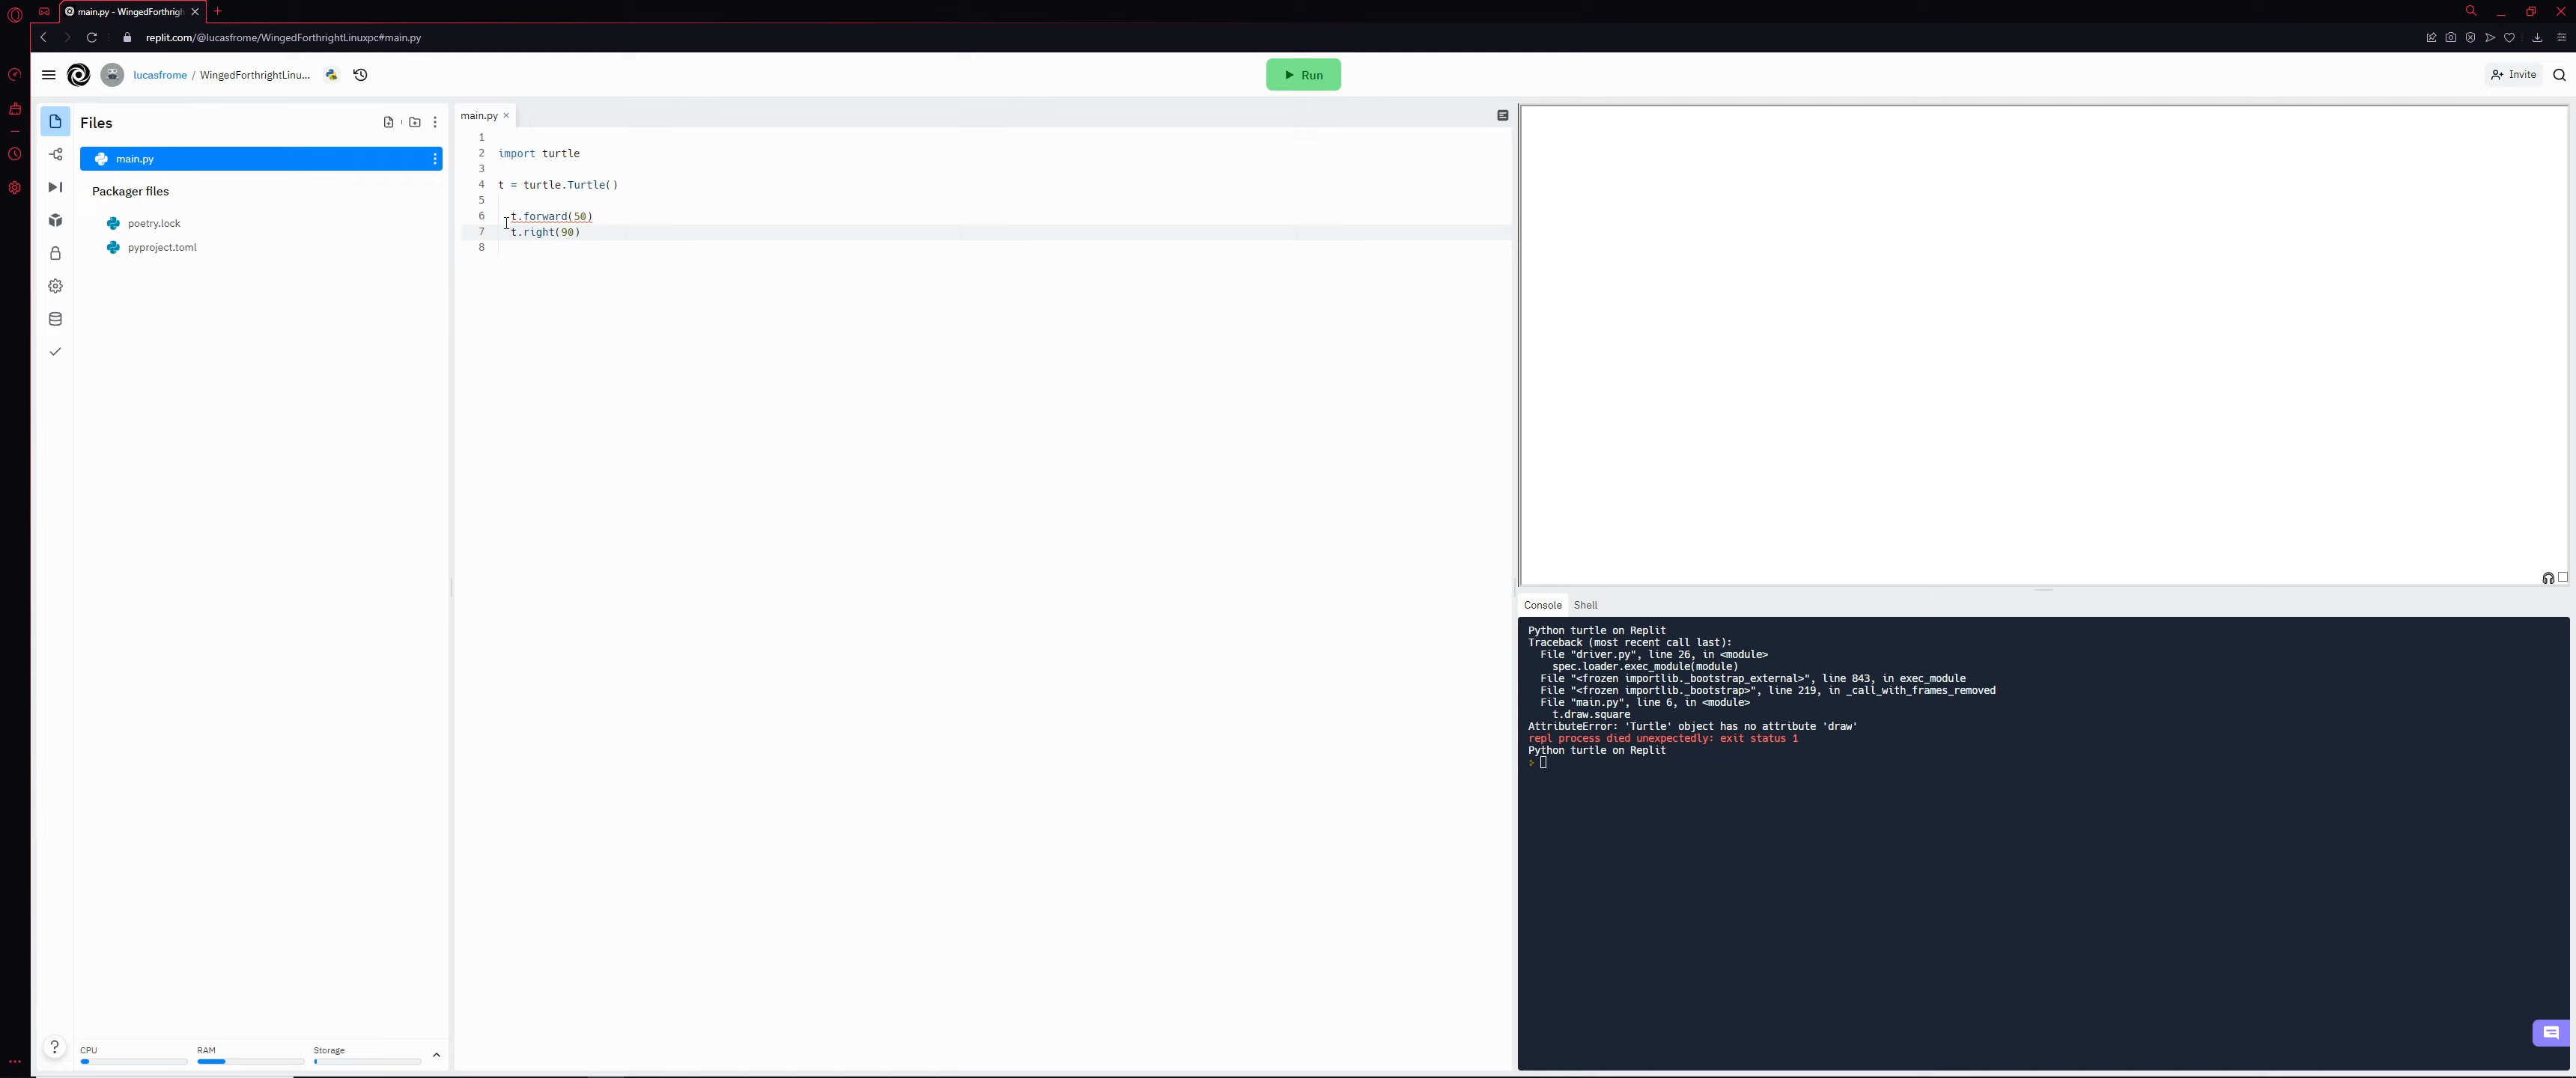 main.py - WingedForthrigh
replit.com/@lucasfrome/WingedForthrightLinuxpc#main.py
lucasfrome / WingedForthrightLinu...
Run
Invite
Files
main.py
Packager files
poetry.lock
pyproject.toml
CPU
RAM
Storage
?
main.py
1
2 import turtle
3
4 t = turtle.Turtle()
5
6 t.forward(50)
7 t.right(90)
8
Console Shell
Python turtle on Replit
Traceback (most recent call last):
File "driver.py", line 26, in <module>
spec.loader.exec_module(module)
File "<frozen importlib._bootstrap_external>", line 843, in exec_module
File "<frozen importlib._bootstrap>", line 219, in _call_with_frames_removed
File "main.py", line 6, in <module>
t.draw.square
AttributeError: 'Turtle' object has no attribute 'draw'
repl process died unexpectedly: exit status 1
Python turtle on Replit
>